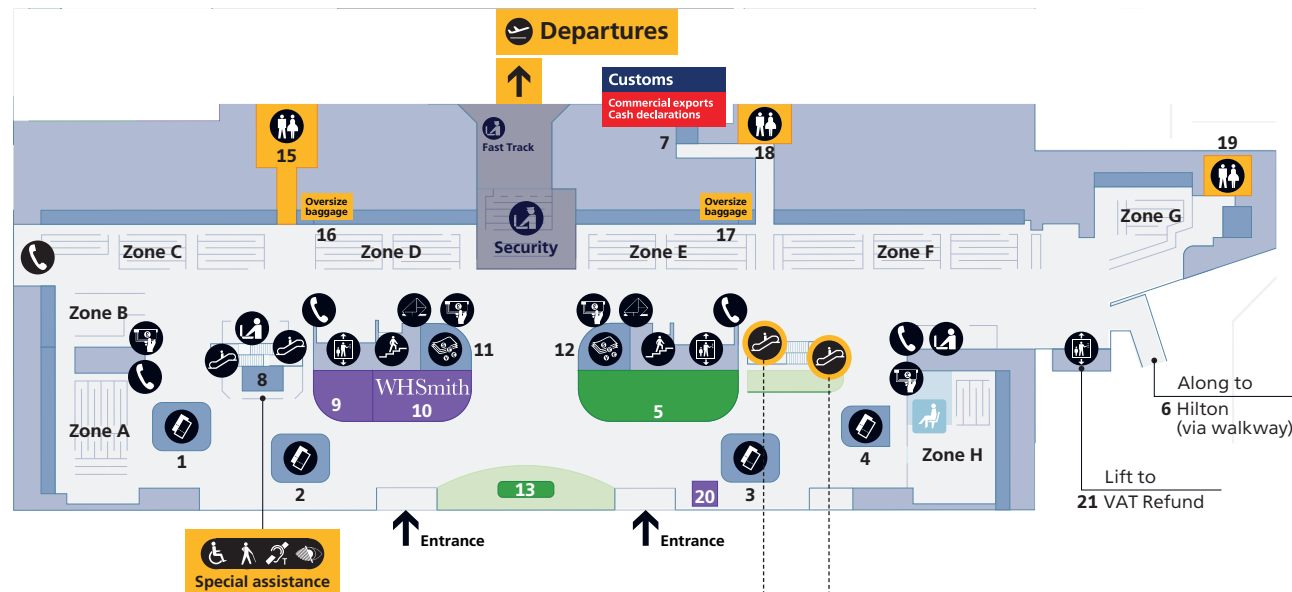 Departures
Customs
Commercial exports
Cash declarations
Fast Track
7
15
18
19
Oversize
baggage
Oversize
baggage
16
17
Security
Zone C
Zone D
Zone E
Zone F
Zone G
Zone B
11
12
8
WHSmith
9
10
5
Zone A
1
2
3
4
Zone H
13
20
Along to
6 Hilton
(via walkway)
Lift to
21 VAT Refund
Entrance
Entrance
T
Special assistance